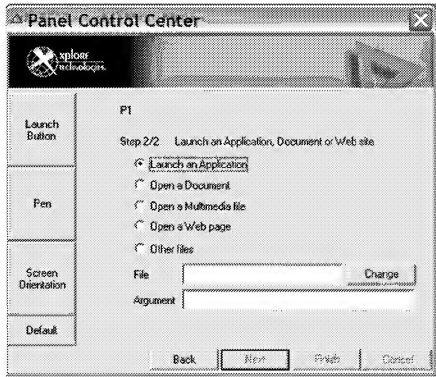 Panel Control Center
xplore
technologies.
Launch
Button
Pen
Screen
Orientation
Default
P1
Step 2/2 Launch an Application, Document or Web site
Launch an Application
Open a Document
Open a Multimedia file
Open a Web page
Other files
File
Change
Argument
Back
Next
Finish
Cancel